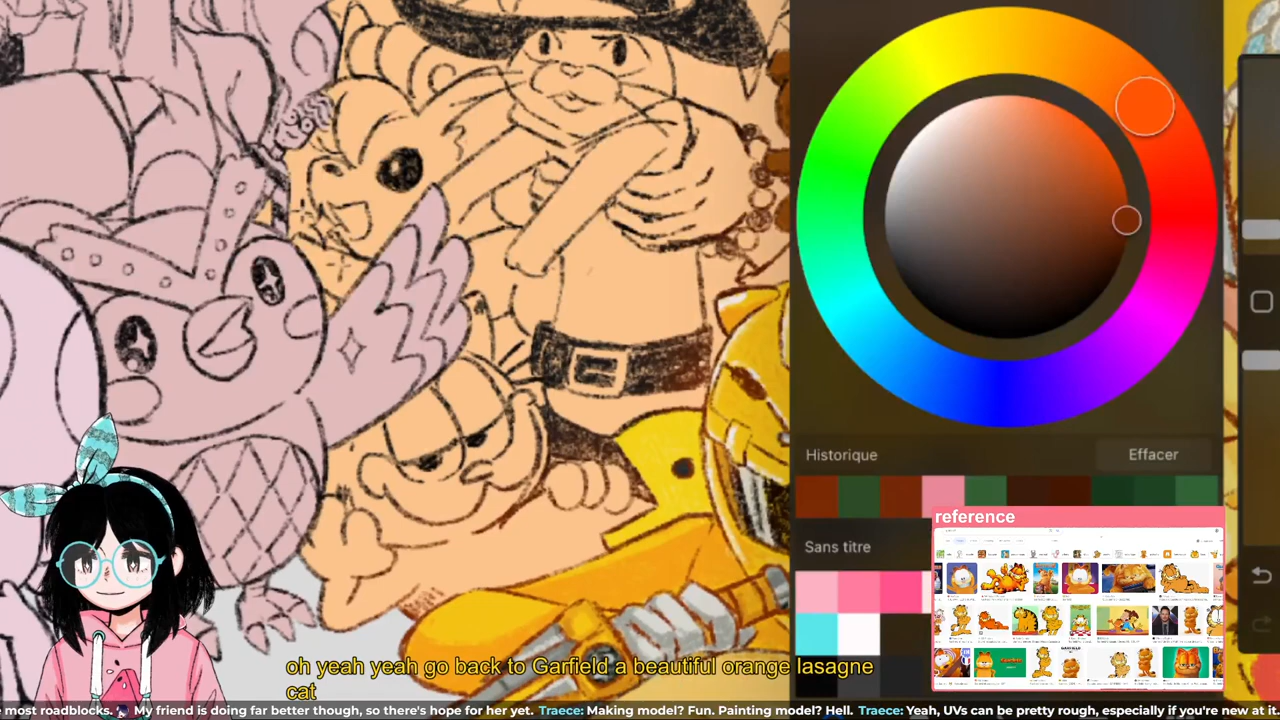 Historique
Effacer
reference
Sans titre
oh yeah yeah go back to Garfield a beautiful orange lasagne
cat
e most roadblocks. My friend is doing far better though, so there's hope for her yet. Traece: Making model? Fun. Painting model? Hell. Traece: Yeah, UVs can be pretty rough, especially if you're new at it.